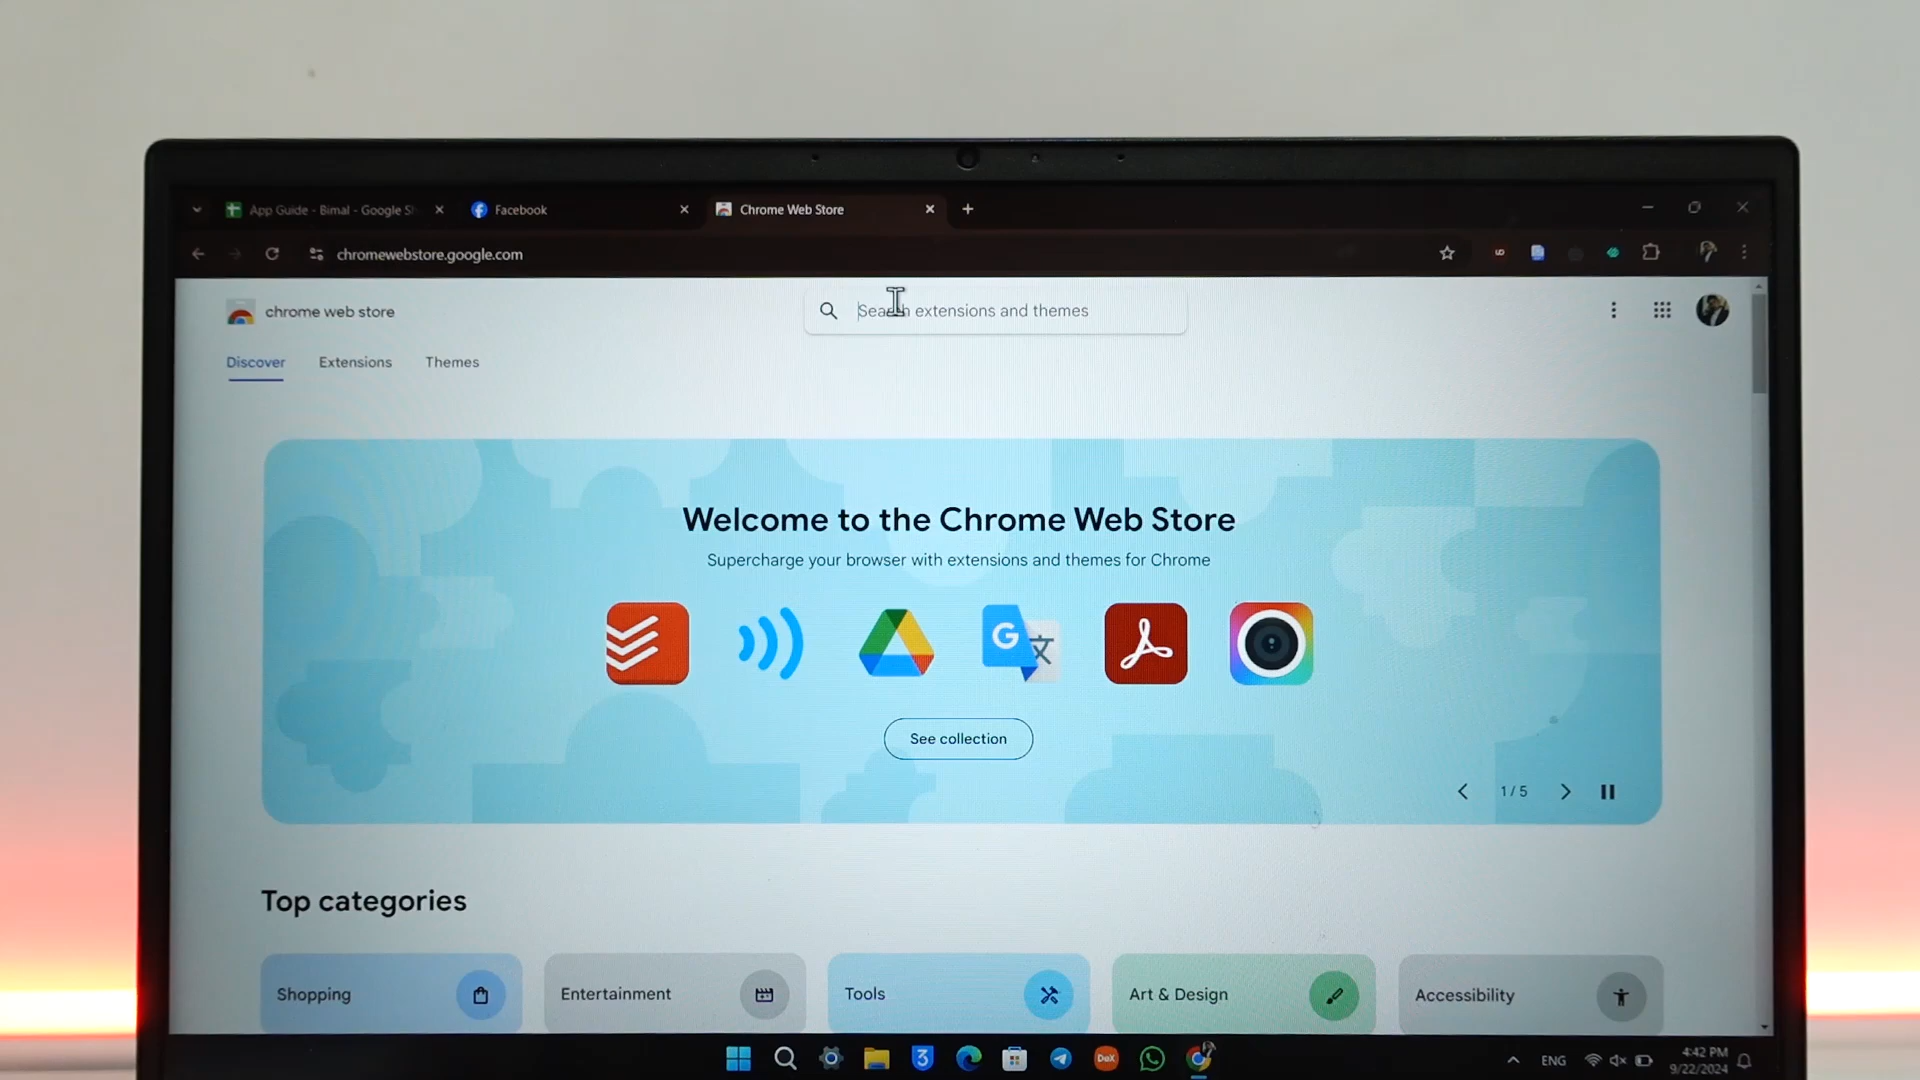 App Guide - Bimal - Google Sh
Facebook
Chrome Web Store
chromewebstore.google.com
chrome web store
Search extensions and themes
Discover
Extensions
Themes
Welcome to the Chrome Web Store
Supercharge your browser with extensions and themes for Chrome
See collection
1 / 5
Top categories
Shopping
Entertainment
Tools
Art & Design
Accessibility
ENG
4:42 PM
9/22/2024